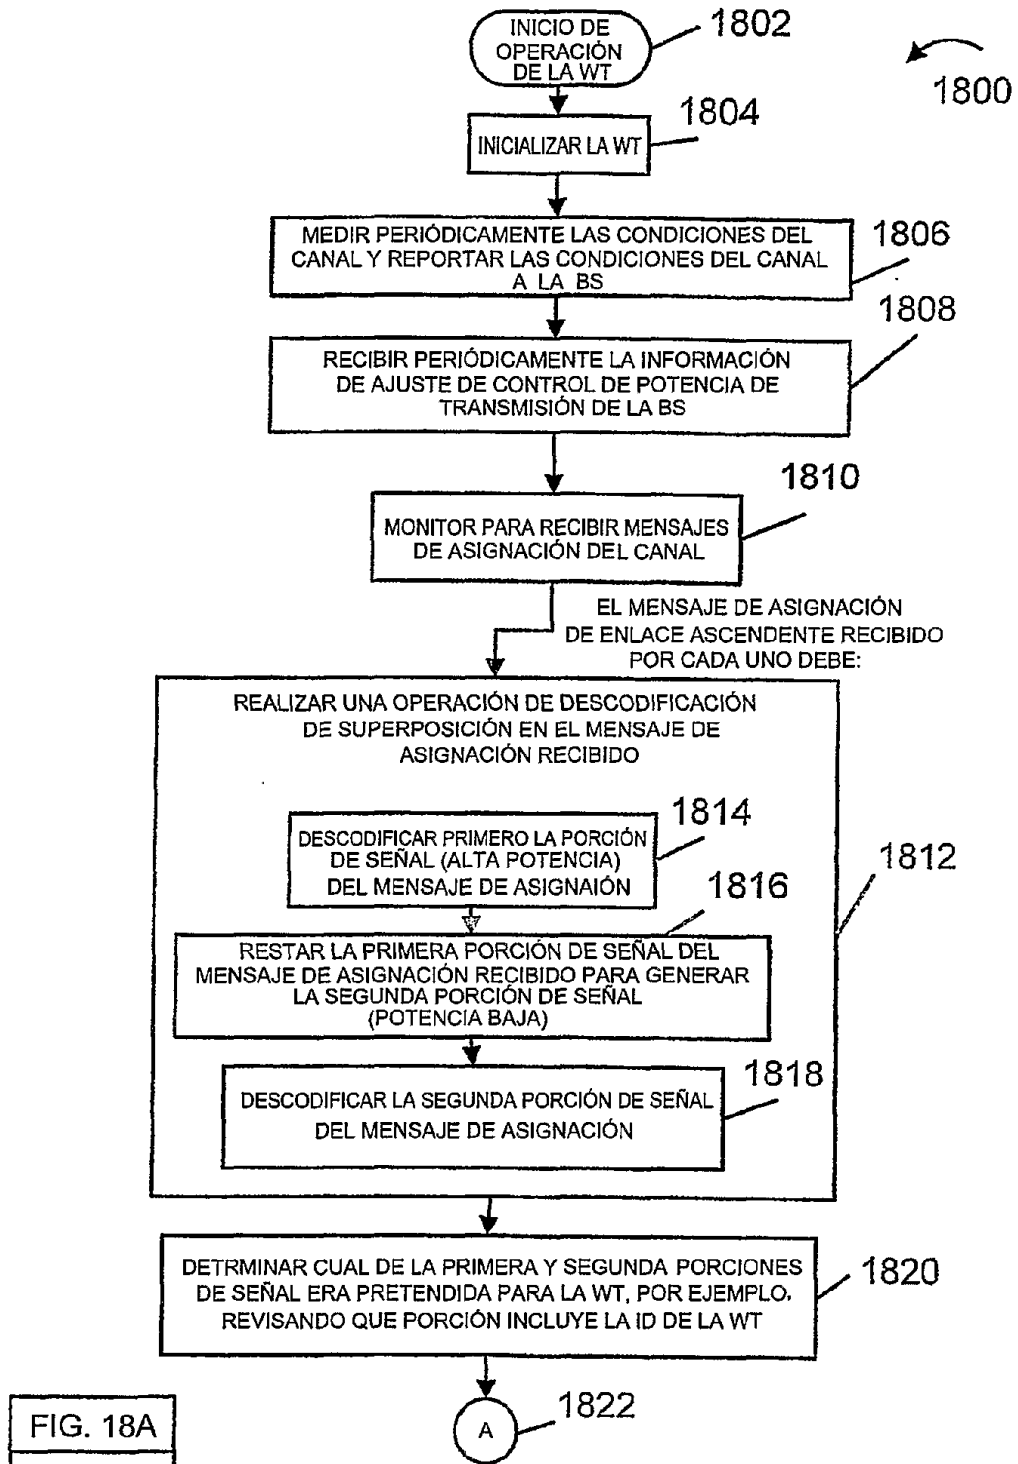 INICIO DE
OPERACIÓN
DE LA WT
1802
1800
1804
INICIALIZAR LA WT
1806
MEDIR PERIÓDICAMENTE LAS CONDICIONES DEL
CANAL Y REPORTAR LAS CONDICIONES DEL CANAL
A LA BS
1808
RECIBIR PERIÓDICAMENTE LA INFORMACIÓN
DE AJUSTE DE CONTROL DE POTENCIA DE
TRANSMISIÓN DE LA BS
1810
MONITOR PARA RECIBIR MENSAJES
DE ASIGNACIÓN DEL CANAL
EL MENSAJE DE ASIGNACIÓN
DE ENLACE ASCENDENTE RECIBIDO
POR CADA UNO DEBE:
REALIZAR UNA OPERACIÓN DE DESCODIFICACIÓN
DE SUPERPOSICIÓN EN EL MENSAJE DE
ASIGNACIÓN RECIBIDO
1812
1814
DESCODIFICAR PRIMERO LA PORCIÓN
DE SEÑAL (ALTA POTENCIA)
DEL MENSAJE DE ASIGNAIÓN
1816
RESTAR LA PRIMERA PORCIÓN DE SEÑAL DEL
MENSAJE DE ASIGNACIÓN RECIBIDO PARA GENERAR
LA SEGUNDA PORCIÓN DE SEÑAL
(POTENCIA BAJA)
1818
DESCODIFICAR LA SEGUNDA PORCIÓN DE SEÑAL
DEL MENSAJE DE ASIGNACIÓN
1820
DETRMINAR CUAL DE LA PRIMERA Y SEGUNDA PORCIONES
DE SEÑAL ERA PRETENDIDA PARA LA WT, POR EJEMPLO,
REVISANDO QUE PORCIÓN INCLUYE LA ID DE LA WT
1822
A
FIG. 18A